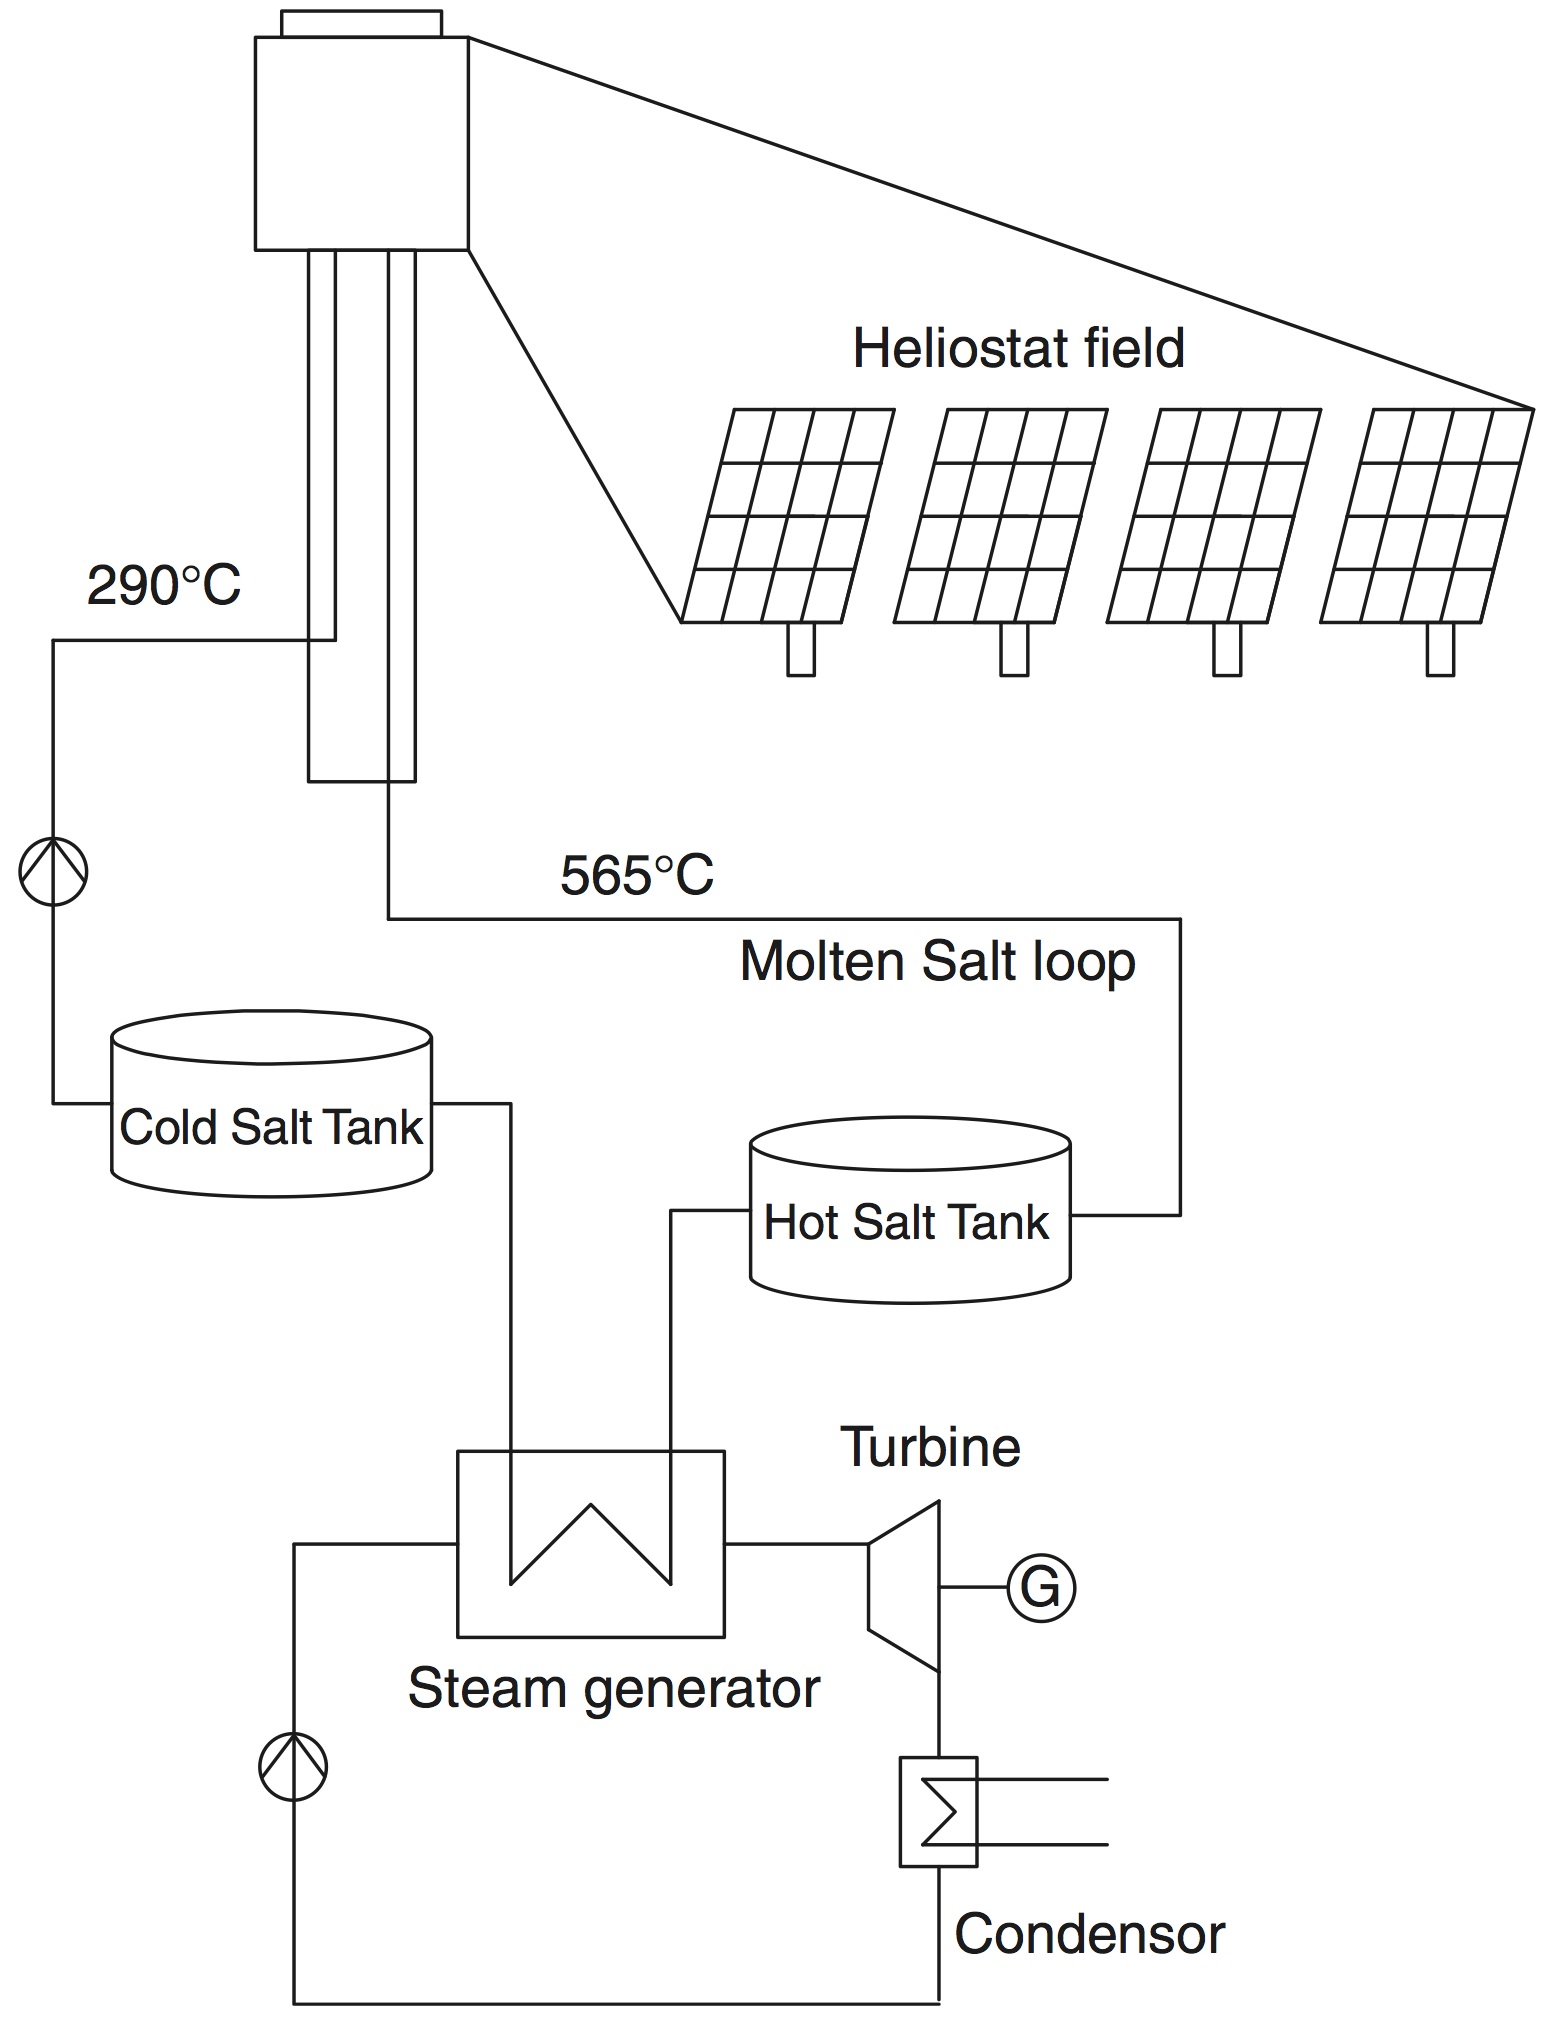 Heliostat field
290°C
565°C
Molten Salt loop
Cold Salt Tank
Hot Salt Tank
Turbine
G
Steam generator
Condensor